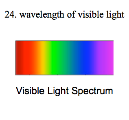 24. wavelength of visible light
Visible Light Spectrum